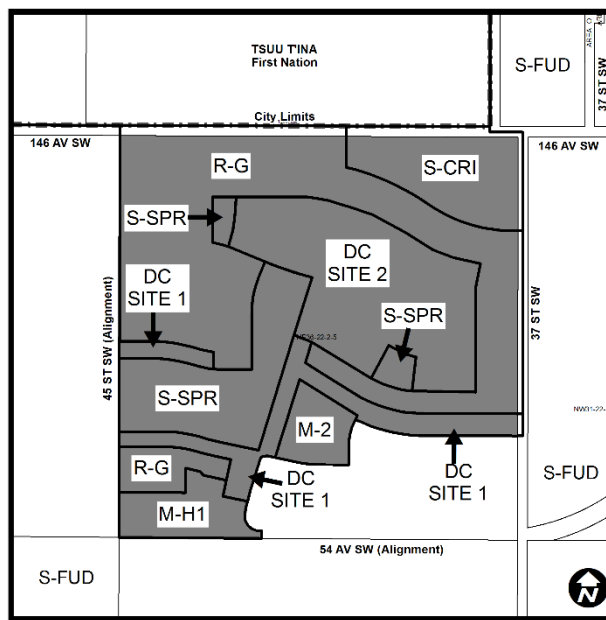 TSUU T'INA
First Nation
S-FUD
AREA O
37 ST SW
City Limits
146 AV SW
146 AV SW
R-G
S-CRI
S-SPR
DC
SITE 2
DC
SITE 1
S-SPR
45 ST SW (Alignment)
37 ST SW
S-SPR
M-2
R-G
DC
SITE 1
DC
SITE 1
S-FUD
M-H1
54 AV SW (Alignment)
S-FUD
N